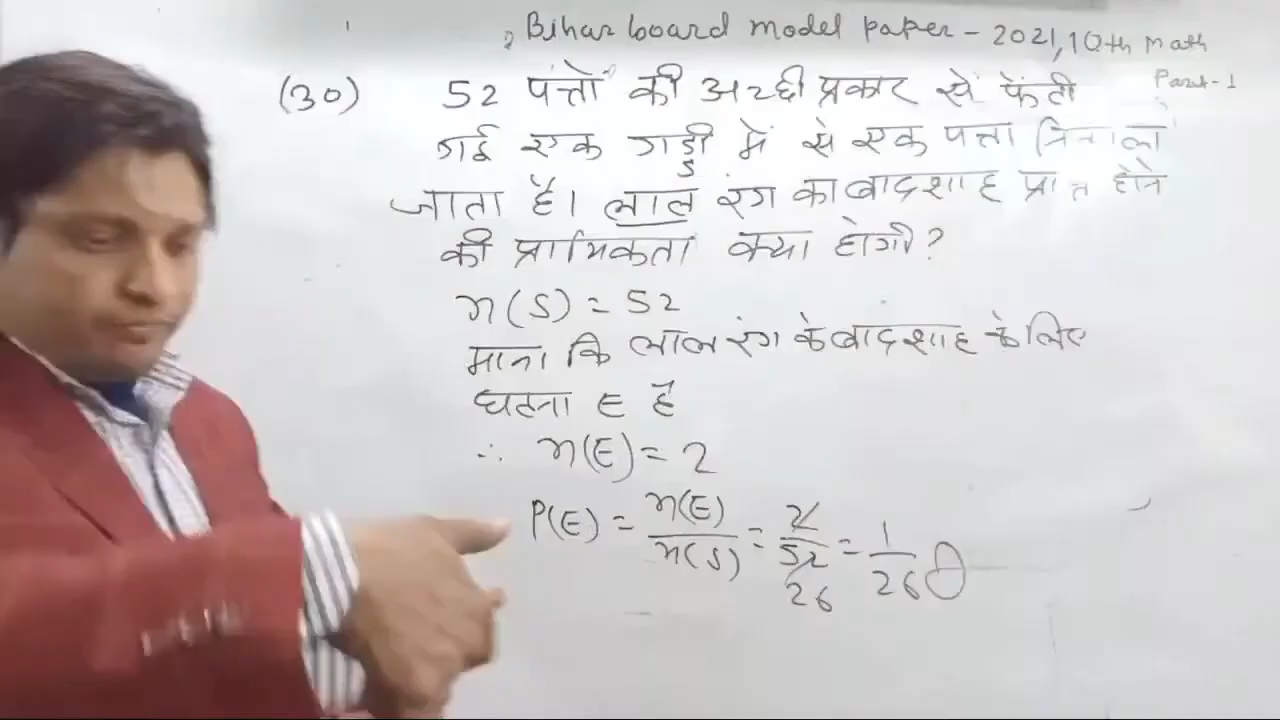 Bihar board model paper - 2021, 10th Math
Part-1
(30) 52 पत्तों की अच्छी प्रकार से फेंटी
गई एक गड्डी में से एक पत्ता निकाला
जाता है। लाल रंग का बादशाह प्राप्त होने
की प्रायिकता क्या होगी?
n(S) = 52
माना कि लाल रंग के बादशाह के लिए
घटना E है
∴ n(E) = 2
P(E) = n(E)/n(S) = 2/52 = 1/26
26